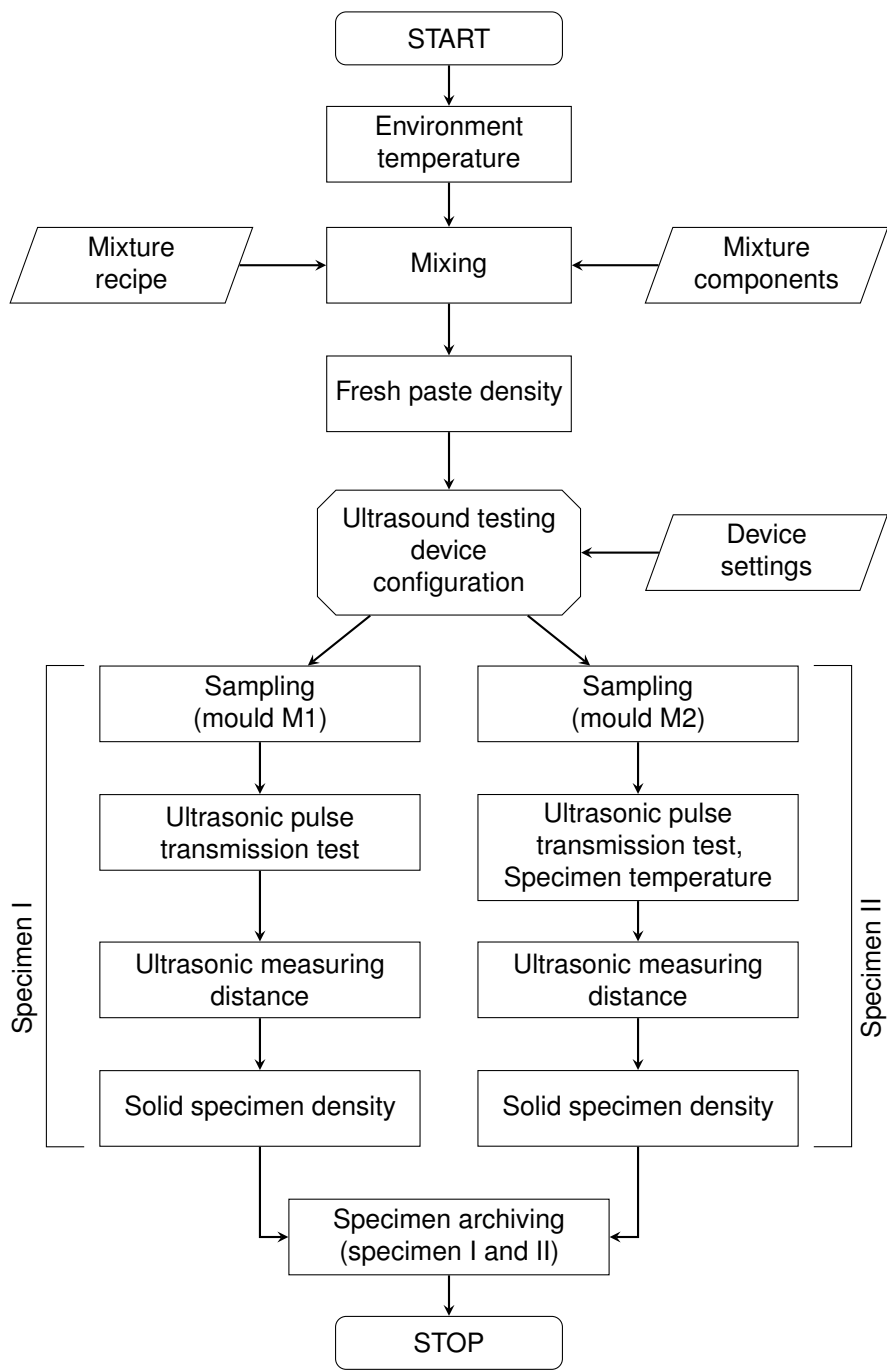 START
Environment
temperature
Mixture
recipe
Mixing
Mixture
components
Fresh paste density
Ultrasound testing
device
configuration
Device
settings
Specimen I
Sampling
(mould M1)
Ultrasonic pulse
transmission test
Ultrasonic measuring
distance
Solid specimen density
Sampling
(mould M2)
Ultrasonic pulse
transmission test,
Specimen temperature
Ultrasonic measuring
distance
Solid specimen density
Specimen II
Specimen archiving
(specimen I and II)
STOP